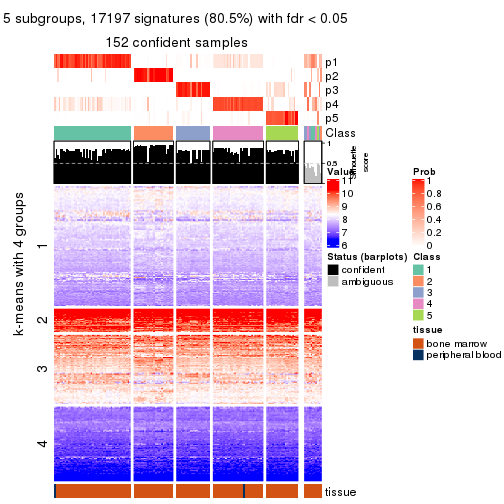 5 subgroups, 17197 signatures (80.5%) with fdr < 0.05
152 confident samples
p1
p2
p3
p4
p5
Class
1
0.5
Silhouette
score
k-means with 4 groups
1
2
3
4
Value
11
10
9
8
7
6
Prob
1
0.8
0.6
0.4
0.2
0
Status (barplots)
confident
ambiguous
Class
1
2
3
4
5
tissue
bone marrow
peripheral blood
tissue